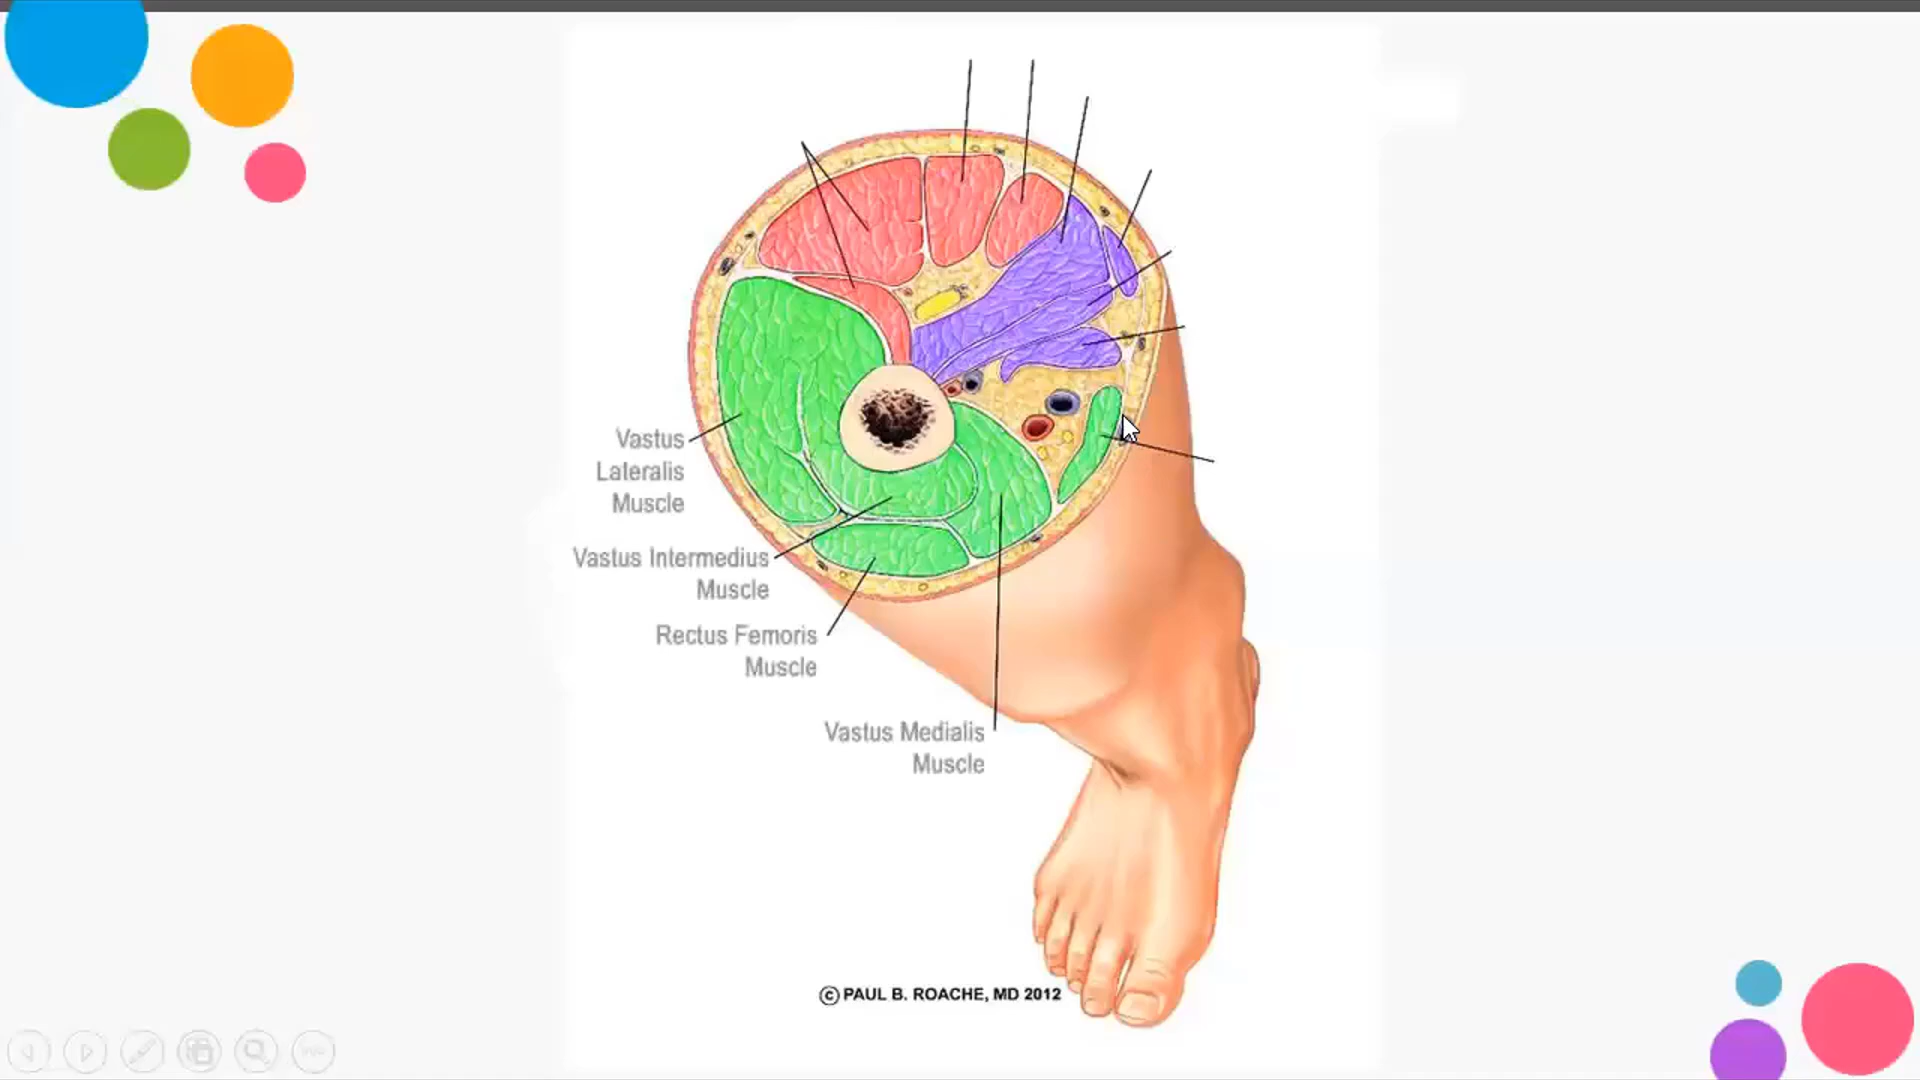 Vastus
Lateralis
Muscle
Vastus Intermedius
Muscle
Rectus Femoris
Muscle
Vastus Medialis
Muscle
© PAUL B. ROACHE, MD 2012